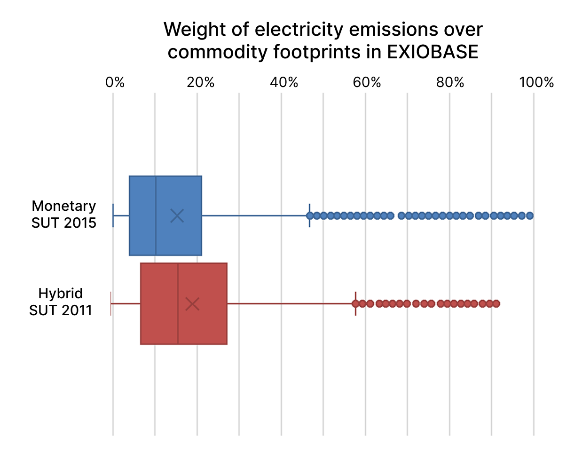 Weight of electricity emissions over
commodity footprints in EXIOBASE
0% 20% 40% 60% 80% 100%
Monetary
SUT 2015
Hybrid
SUT 2011